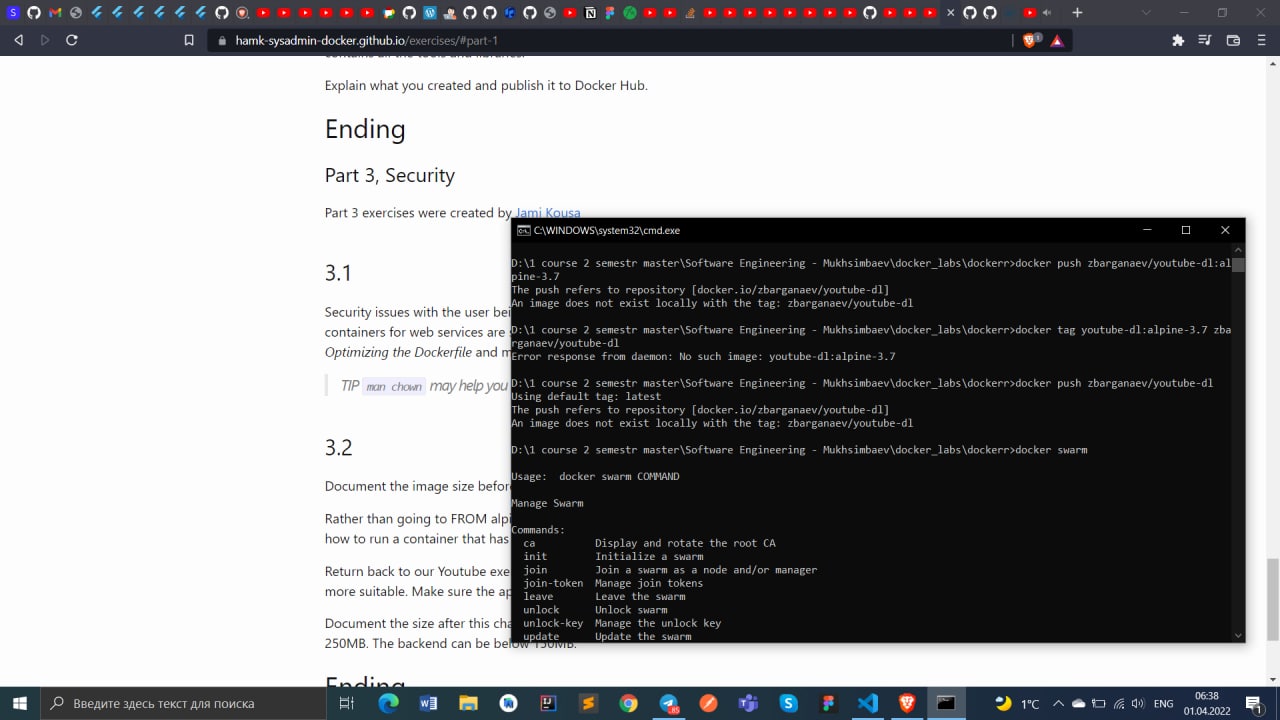 hamk-sysadmin-docker.github.io/exercises/#part-1
Explain what you created and publish it to Docker Hub.
Ending
Part 3, Security
Part 3 exercises were created by Jami Kousa
3.1
Security issues with the user bei
containers for web services are
Optimizing the Dockerfile and m
TIP man chown may help you
3.2
Document the image size before
Rather than going to FROM alpi
how to run a container that has
Return back to our Youtube exe
more suitable. Make sure the ap
Document the size after this cha
250MB. The backend can be below 150MB.
Ending
C:\WINDOWS\system32\cmd.exe
D:\1 course 2 semestr master\Software Engineering - Mukhsimbaev\docker_labs\dockerr>docker push zbarganaev/youtube-dl:al
pine-3.7
The push refers to repository [docker.io/zbarganaev/youtube-dl]
An image does not exist locally with the tag: zbarganaev/youtube-dl
D:\1 course 2 semestr master\Software Engineering - Mukhsimbaev\docker_labs\dockerr>docker tag youtube-dl:alpine-3.7 zba
rganaev/youtube-dl
Error response from daemon: No such image: youtube-dl:alpine-3.7
D:\1 course 2 semestr master\Software Engineering - Mukhsimbaev\docker_labs\dockerr>docker push zbarganaev/youtube-dl
Using default tag: latest
The push refers to repository [docker.io/zbarganaev/youtube-dl]
An image does not exist locally with the tag: zbarganaev/youtube-dl
D:\1 course 2 semestr master\Software Engineering - Mukhsimbaev\docker_labs\dockerr>docker swarm
Usage:  docker swarm COMMAND
Manage Swarm
Commands:
ca          Display and rotate the root CA
init        Initialize a swarm
join        Join a swarm as a node and/or manager
join-token  Manage join tokens
leave       Leave the swarm
unlock      Unlock swarm
unlock-key  Manage the unlock key
update      Update the swarm
Введите здесь текст для поиска
1°C
ENG
06:38
01.04.2022